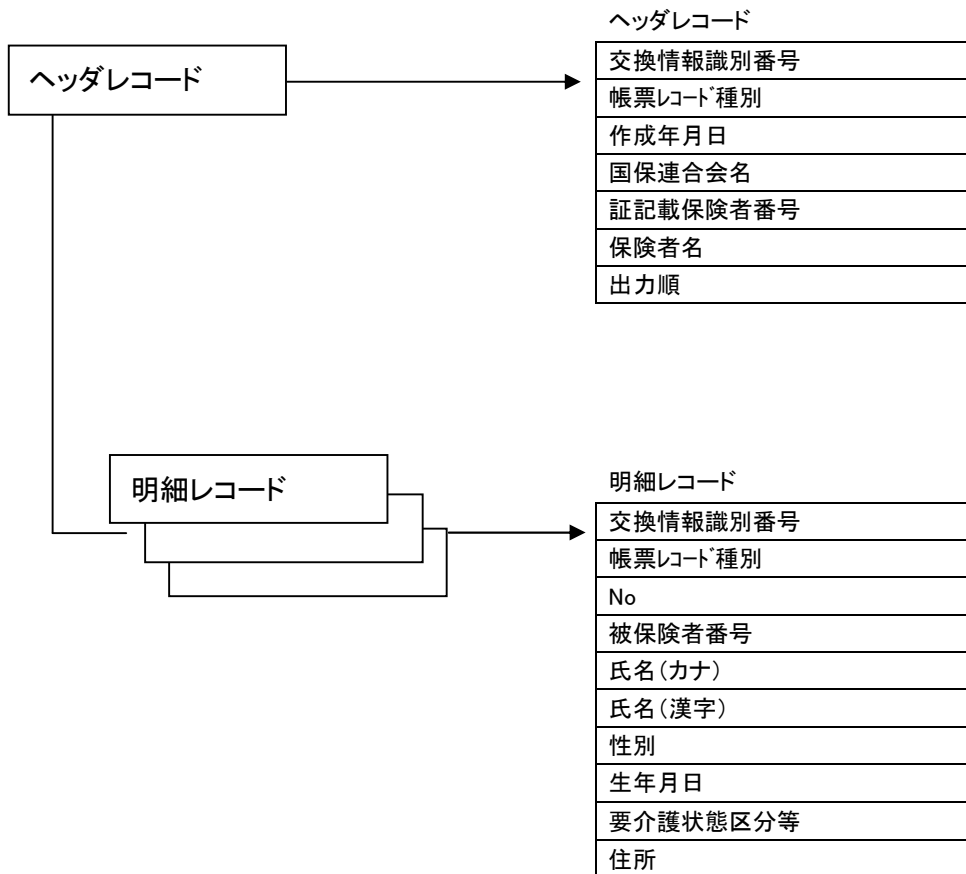 ヘッダレコード
ヘッダレコード
交換情報識別番号
帳票ﾚｺｰﾄﾞ種別
作成年月日
国保連合会名
証記載保険者番号
保険者名
出力順
明細レコード
明細レコード
交換情報識別番号
帳票ﾚｺｰﾄﾞ種別
No
被保険者番号
氏名(カナ)
氏名(漢字)
性別
生年月日
要介護状態区分等
住所